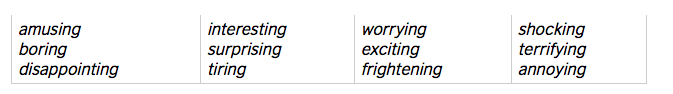 amusing interesting worrying shocking
boring surprising exciting terrifying
disappointing tiring frightening annoying